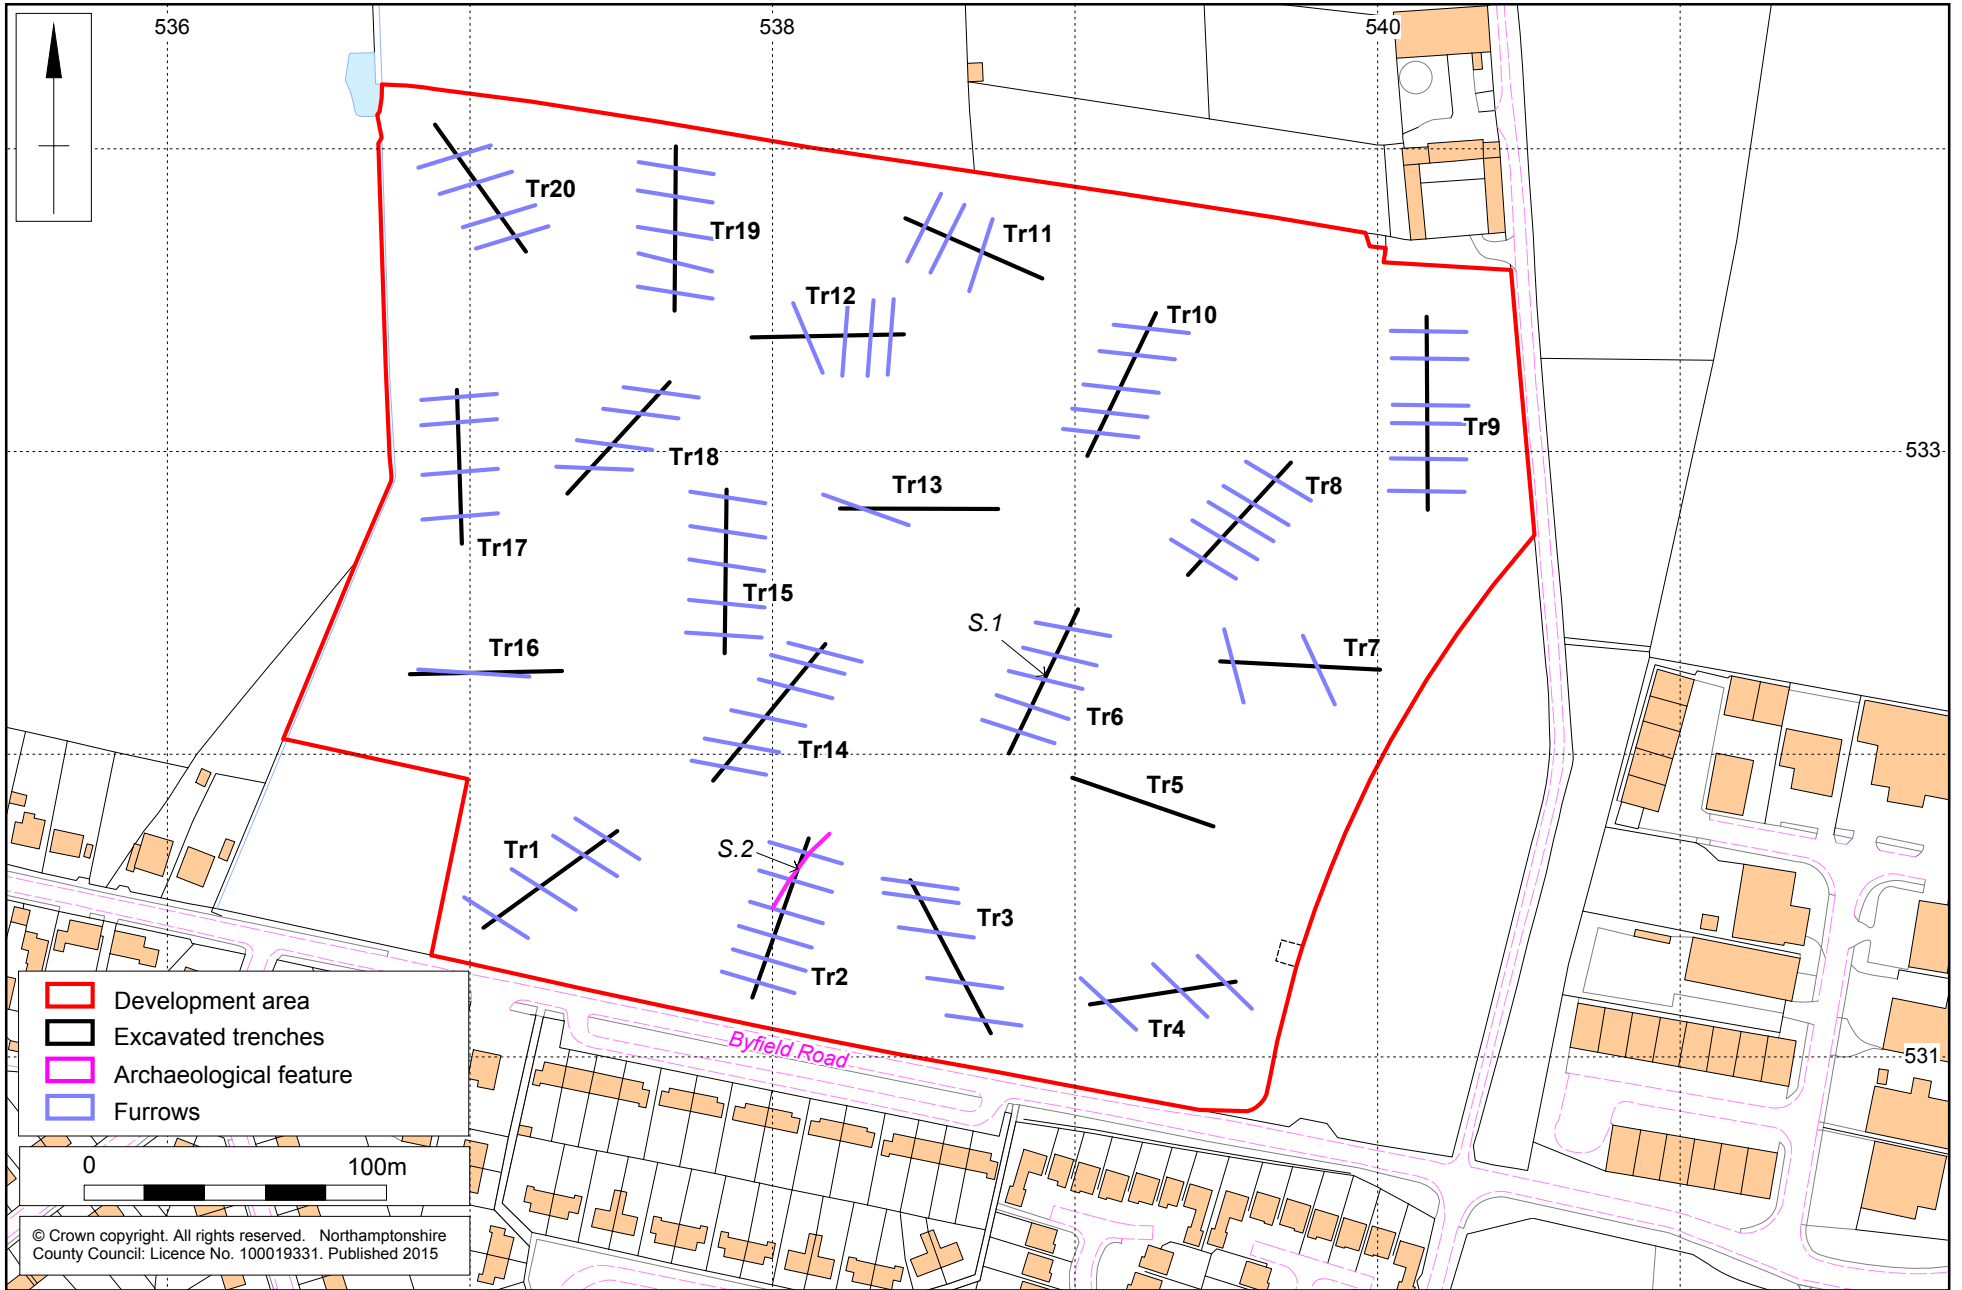 536
538
540
Tr20
Tr19
Tr11
Tr12
Tr10
Tr9
533
Tr18
Tr13
Tr8
Tr17
Tr15
S.1
Tr16
Tr7
Tr6
Tr14
Tr5
S.2
Tr1
Tr3
Tr2
Tr4
Byfield Road
531
Development area
Excavated trenches
Archaeological feature
Furrows
0 100m
© Crown copyright. All rights reserved. Northamptonshire
County Council: Licence No. 100019331. Published 2015